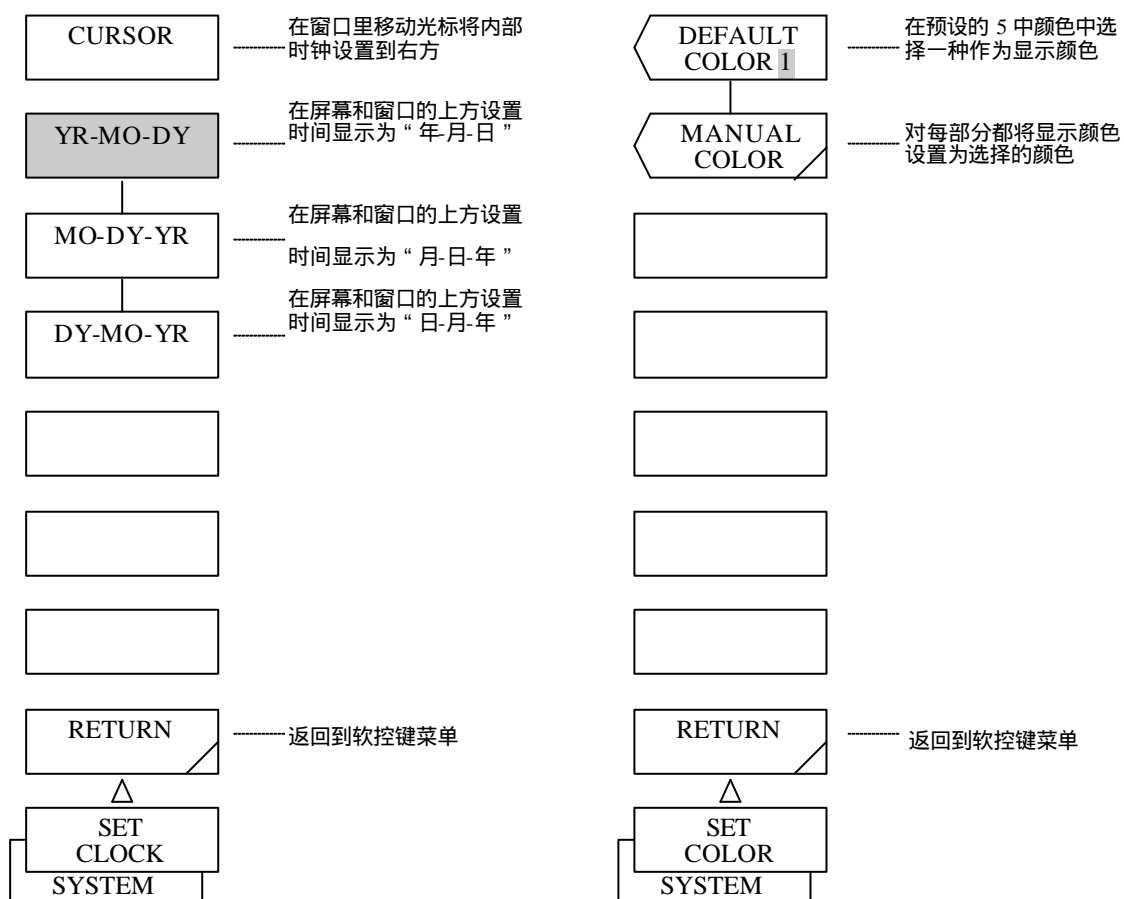 CURSOR
在窗口里移动光标将内部
时钟设置到右方
YR-MO-DY
在屏幕和窗口的上方设置
时间显示为“年-月-日”
MO-DY-YR
在屏幕和窗口的上方设置
时间显示为“月-日-年”
DY-MO-YR
在屏幕和窗口的上方设置
时间显示为“日-月-年”
RETURN
返回到软控键菜单
SET
CLOCK
SYSTEM
DEFAULT
COLOR 1
在预设的 5 中颜色中选
择一种作为显示颜色
MANUAL
COLOR
对每部分都将显示颜色
设置为选择的颜色
RETURN
返回到软控键菜单
SET
COLOR
SYSTEM